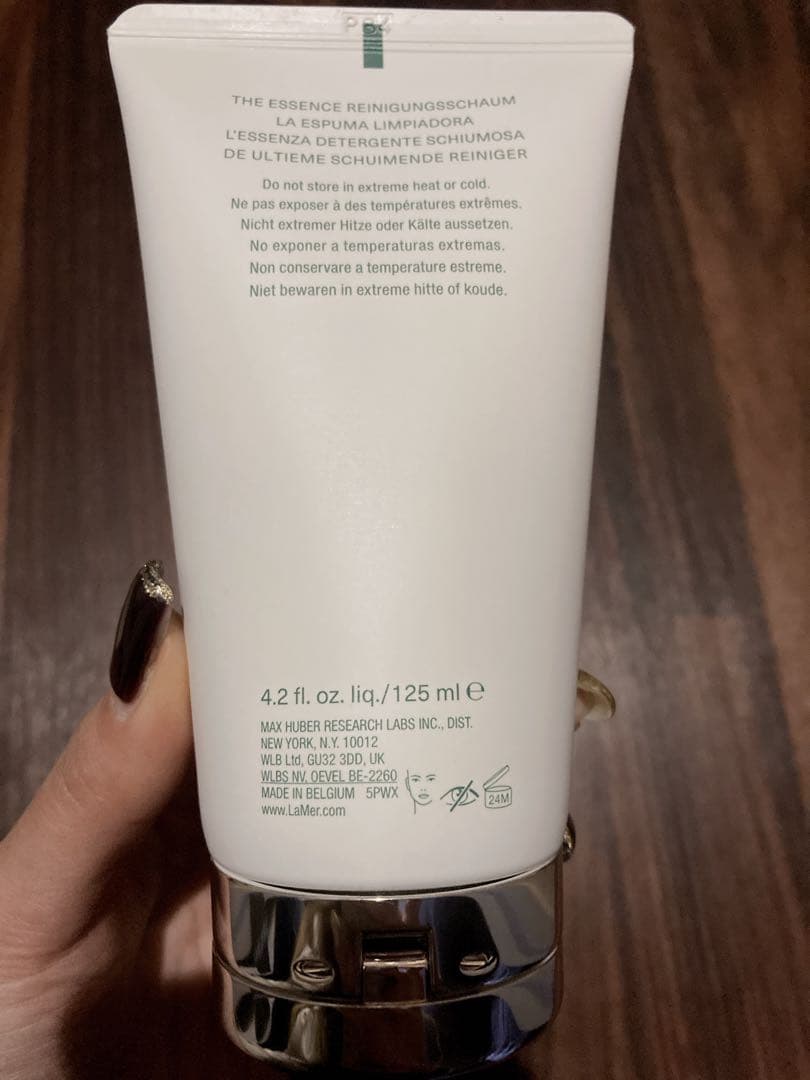 THE ESSENCE REINIGUNGSSCHAUM
LA ESPUMA LIMPIADORA
L'ESSENZA DETERGENTE SCHIUMOSA
DE ULTIEME SCHUIMENDE REINIGER
Do not store in extreme heat or cold.
Ne pas exposer à des températures extrêmes.
Nicht extremer Hitze oder Kälte aussetzen.
No exponer a temperaturas extremas.
Non conservare a temperature estreme.
Niet bewaren in extreme hitte of koude.
4.2 fl. oz. liq./125 ml ℮
MAX HUBER RESEARCH LABS INC., DIST.
NEW YORK, N.Y. 10012
WLB Ltd, GU32 3DD, UK
WLBS NV. OEVEL BE-2260
MADE IN BELGIUM 5PWX
24M
www.LaMer.com